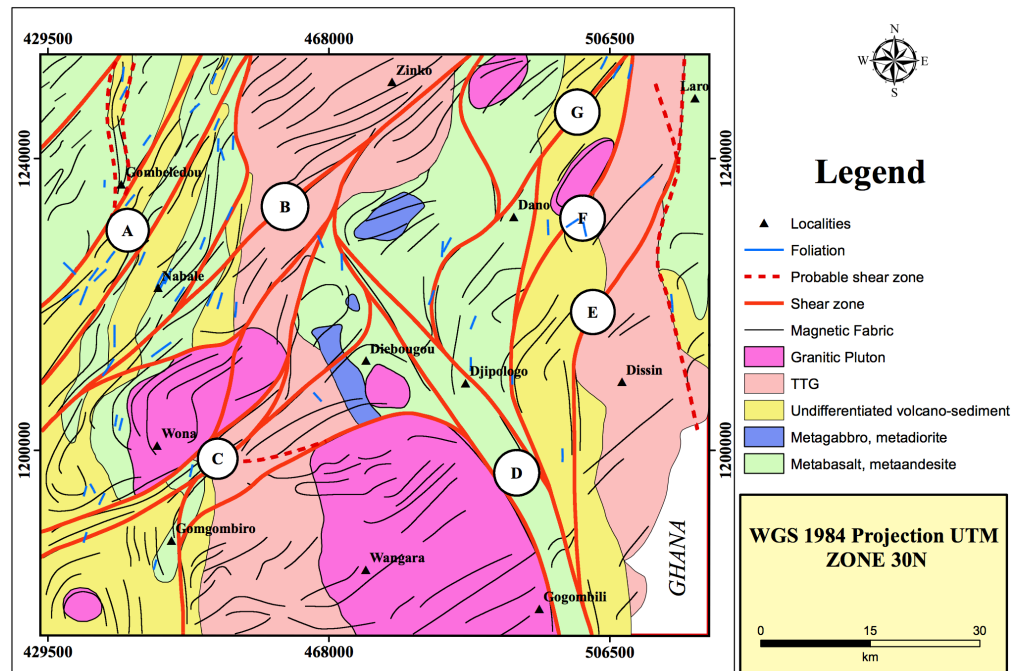 429500
468000
506500
Zinko
Laro
G
1240000
1240000
Gombeledou
B
Dano
F
A
Nabale
E
Diebougou
Djipologo
Dissin
Wona
1200000
1200000
C
D
Gomgombiro
Wangara
GHANA
Gogombili
429500
468000
506500
N
W
E
S
Legend
Localities
Foliation
Probable shear zone
Shear zone
Magnetic Fabric
Granitic Pluton
TTG
Undifferentiated volcano-sediment
Metagabbro, metadiorite
Metabasalt, metaandesite
WGS 1984 Projection UTM
ZONE 30N
0 15 30
km